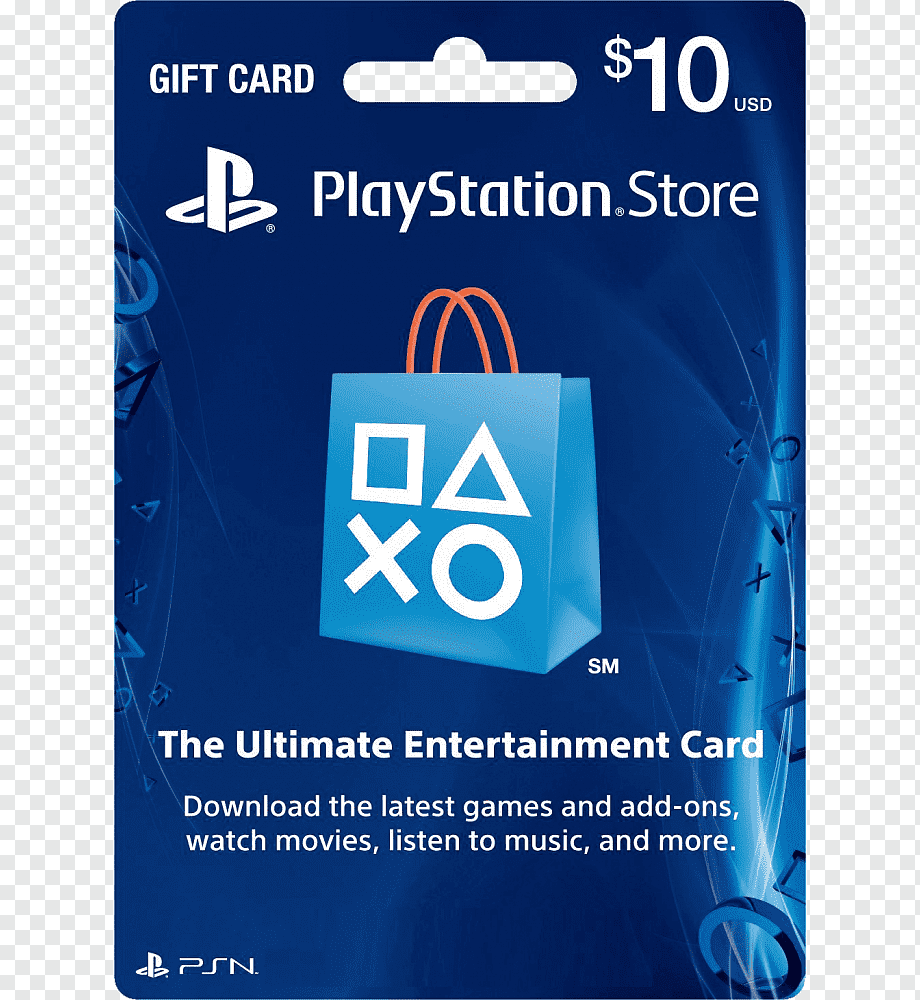 GIFT CARD
$10 USD
PlayStation®Store
®
SM
The Ultimate Entertainment Card
Download the latest games and add-ons,
watch movies, listen to music, and more.
PSN